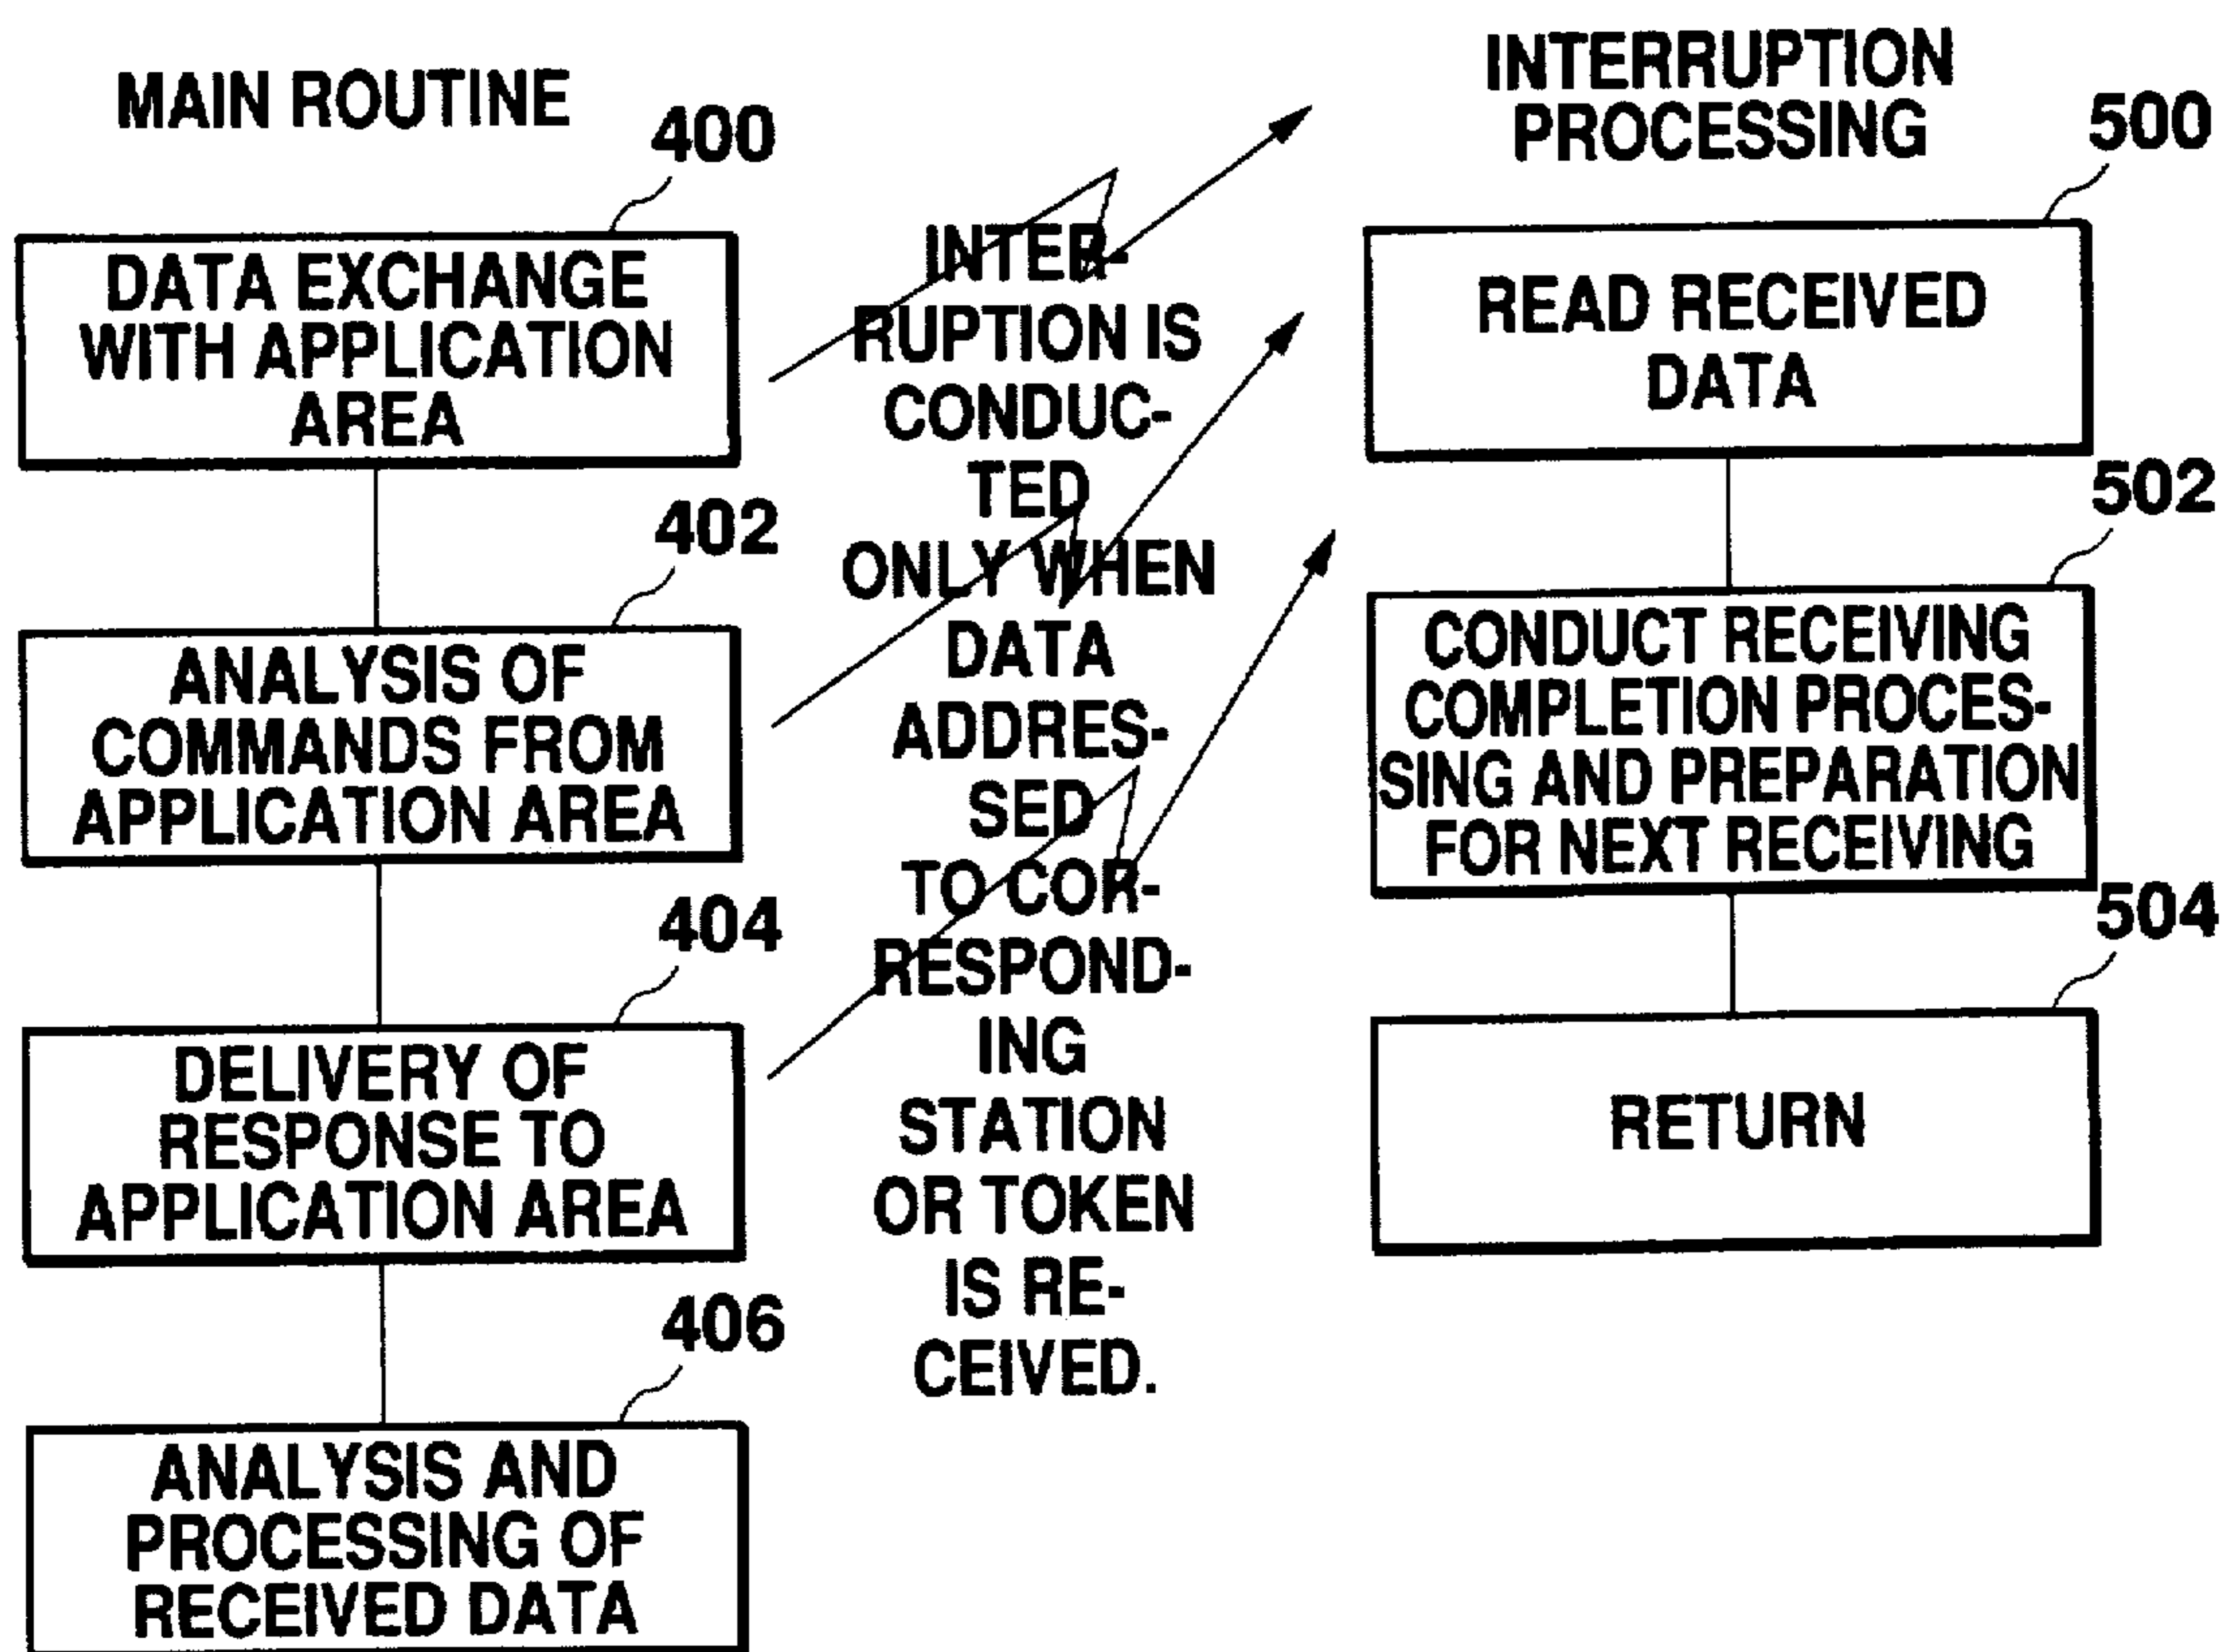 MAIN ROUTINE
400
DATA EXCHANGE
WITH APPLICATION
AREA
402
ANALYSIS OF
COMMANDS FROM
APPLICATION AREA
404
DELIVERY OF
RESPONSE TO
APPLICATION AREA
406
ANALYSIS AND
PROCESSING OF
RECEIVED DATA
INTER-
RUPTION IS
CONDUC-
TED
ONLY WHEN
DATA
ADDRES-
SED
TO COR-
RESPOND-
ING
STATION
OR TOKEN
IS RE-
CEIVED.
INTERRUPTION
PROCESSING
500
READ RECEIVED
DATA
502
CONDUCT RECEIVING
COMPLETION PROCES-
SING AND PREPARATION
FOR NEXT RECEIVING
504
RETURN